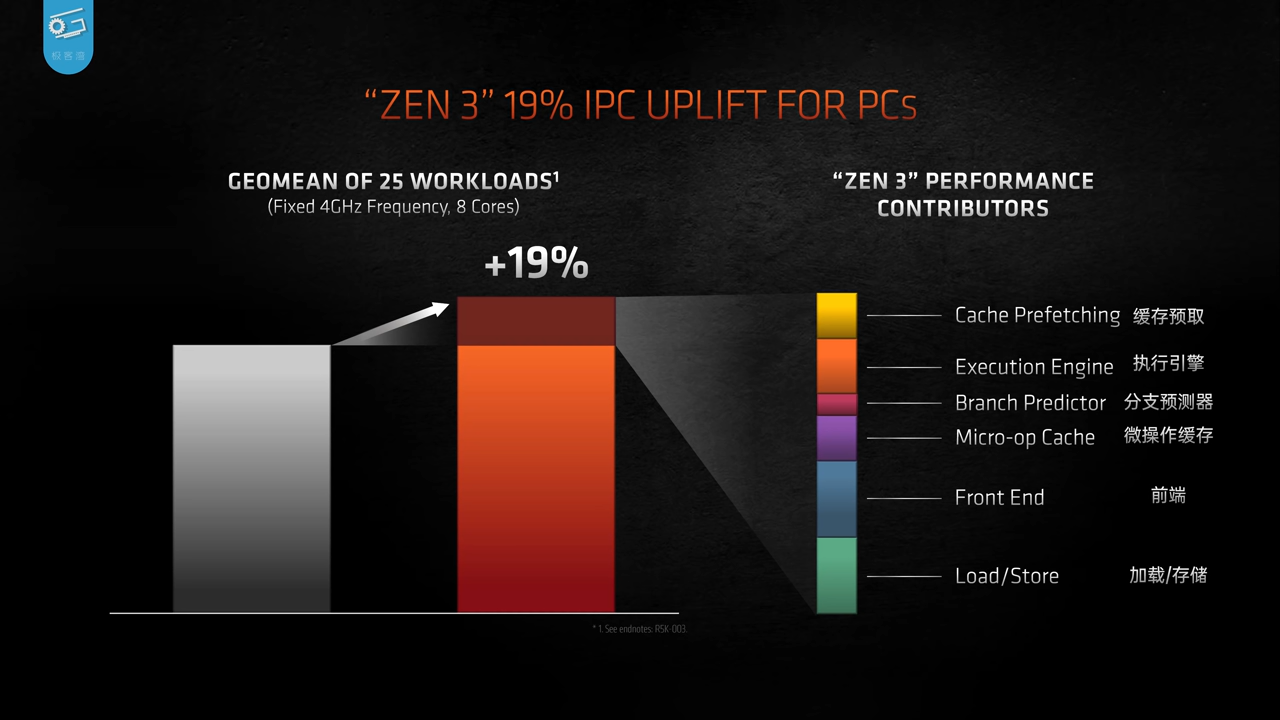 极客湾
“ZEN 3” 19% IPC UPLIFT FOR PCs
GEOMEAN OF 25 WORKLOADS¹
(Fixed 4GHz Frequency, 8 Cores)
+19%
“ZEN 3” PERFORMANCE
CONTRIBUTORS
Cache Prefetching 缓存预取
Execution Engine 执行引擎
Branch Predictor 分支预测器
Micro-op Cache 微操作缓存
Front End 前端
Load/Store 加载/存储
* 1. See endnotes: RSK-003.